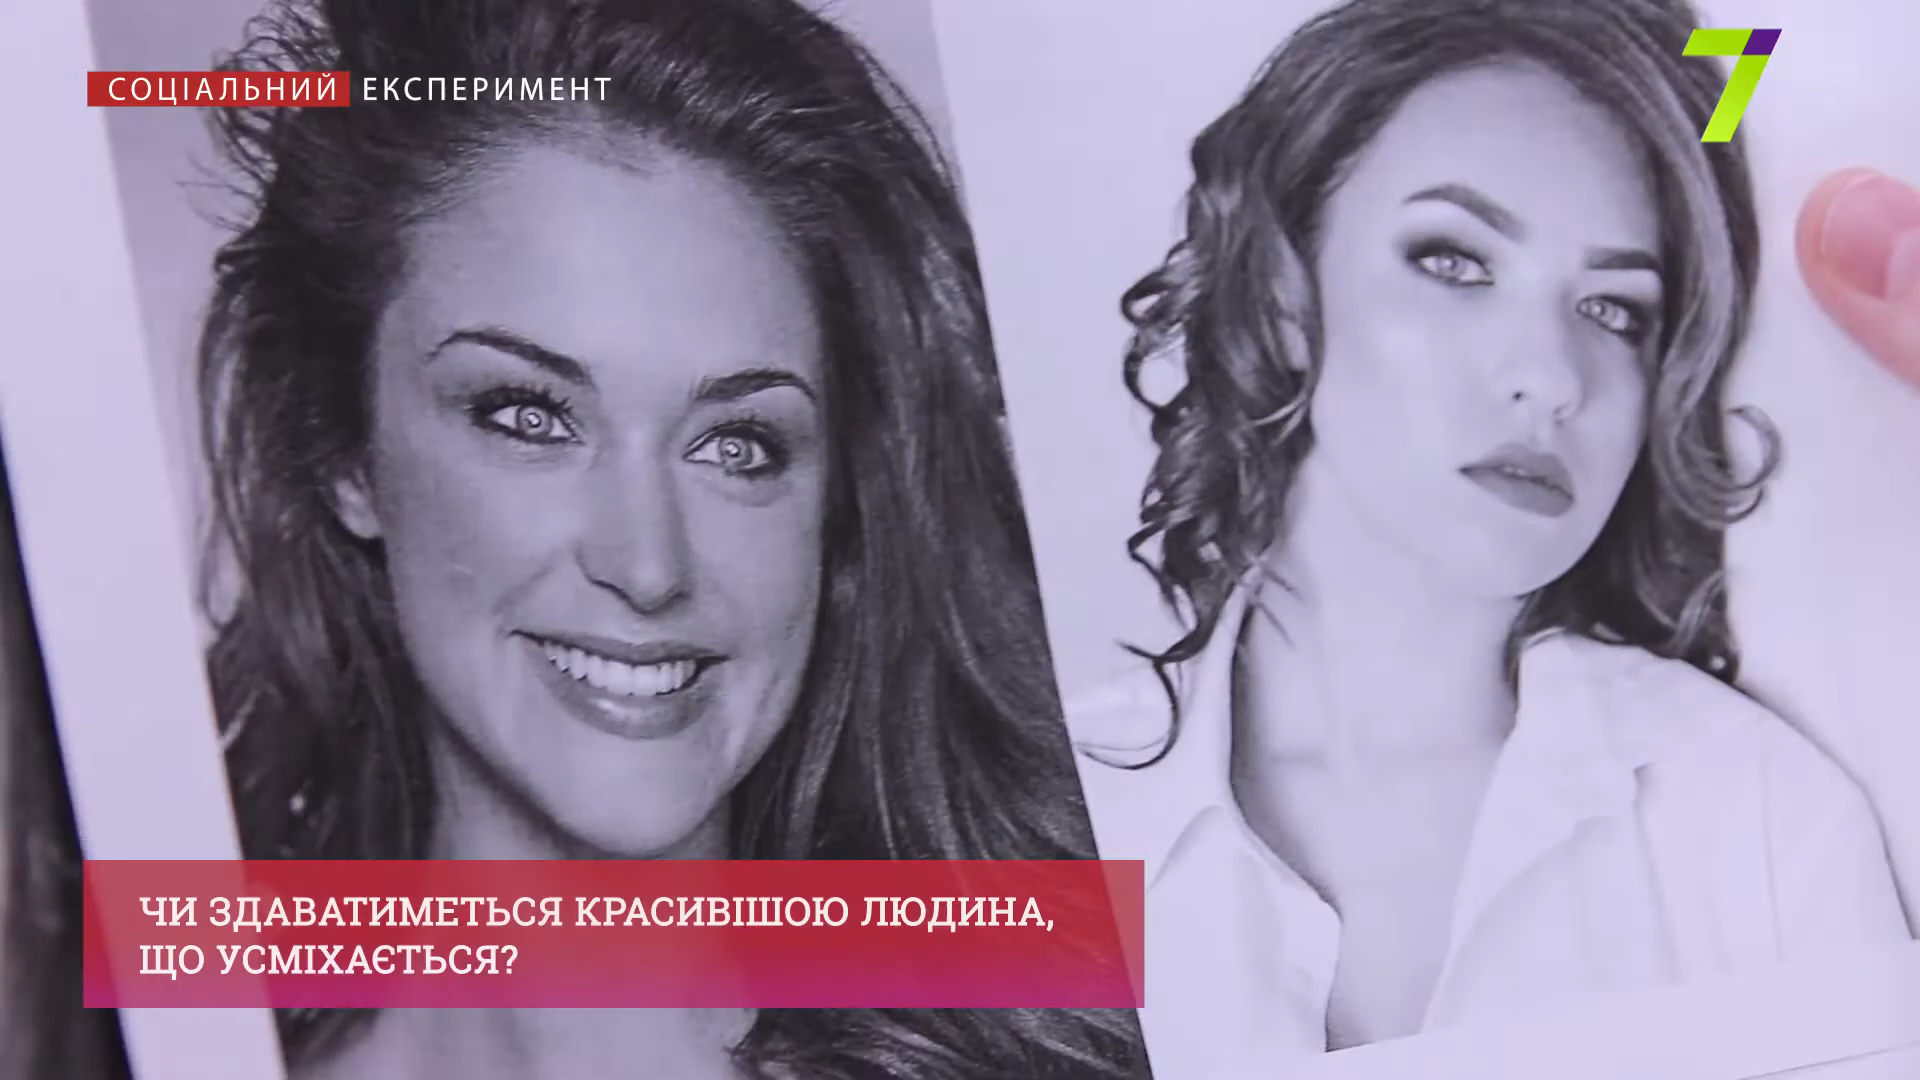 СОЦІАЛЬНИЙ ЕКСПЕРИМЕНТ
7
ЧИ ЗДАВАТИМЕТЬСЯ КРАСИВІШОЮ ЛЮДИНА,
ЩО УСМІХАЄТЬСЯ?